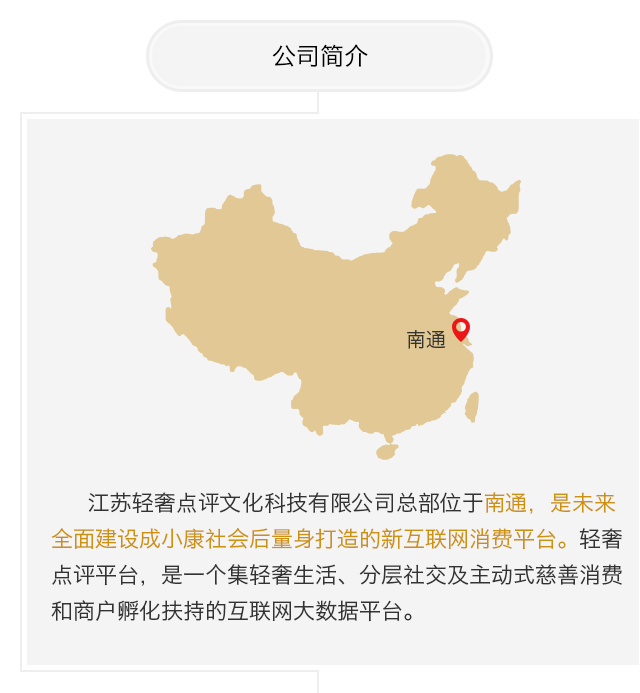 公司简介
南通
江苏轻奢点评文化科技有限公司总部位于南通，是未来
全面建设成小康社会后量身打造的新互联网消费平台。轻奢
点评平台，是一个集轻奢生活、分层社交及主动式慈善消费
和商户孵化扶持的互联网大数据平台。